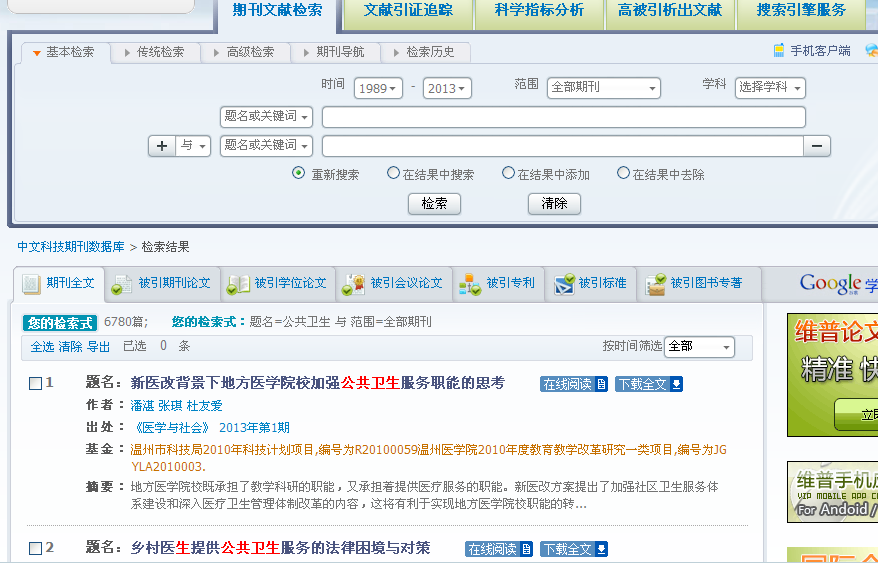 期刊文献检索 文献引证追踪 科学指标分析 高被引析出文献 搜索引擎服务
基本检索 传统检索 高级检索 期刊导航 检索历史 手机客户端
时间 1989 - 2013 范围 全部期刊 学科 选择学科
题名或关键词
+ 与 题名或关键词 −
重新搜索 在结果中搜索 在结果中添加 在结果中去除
检索 清除
中文科技期刊数据库 > 检索结果
期刊全文 被引期刊论文 被引学位论文 被引会议论文 被引专利 被引标准 被引图书专著 Google 学
您的检索式 6780篇; 您的检索式：题名=公共卫生 与 范围=全部期刊
全选 清除 导出 已选 0 条 按时间筛选 全部
1 题名：新医改背景下地方医学院校加强公共卫生服务职能的思考 在线阅读 下载全文
作者：潘湛 张琪 杜友爱
出处：《医学与社会》 2013年第1期
基金：温州市科技局2010年科技计划项目,编号为R20100059温州医学院2010年度教育教学改革研究一类项目,编号为JG
YLA2010003.
摘要：地方医学院校既承担了教学科研的职能，又承担着提供医疗服务的职能。新医改方案提出了加强社区卫生服务体
系建设和深入医疗卫生管理体制改革的内容，这将有利于实现地方医学院校职能的转...
2 题名：乡村医生提供公共卫生服务的法律困境与对策 在线阅读 下载全文
维普论文
精准 快
立即
维普手机版
VIP MOBILE APP
For Android /